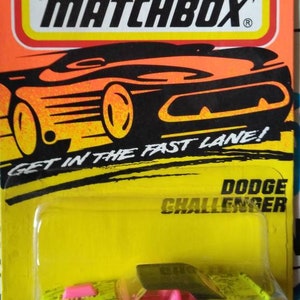 MATCHBOX®
GET IN THE FAST LANE!
DODGE
CHALLENGER